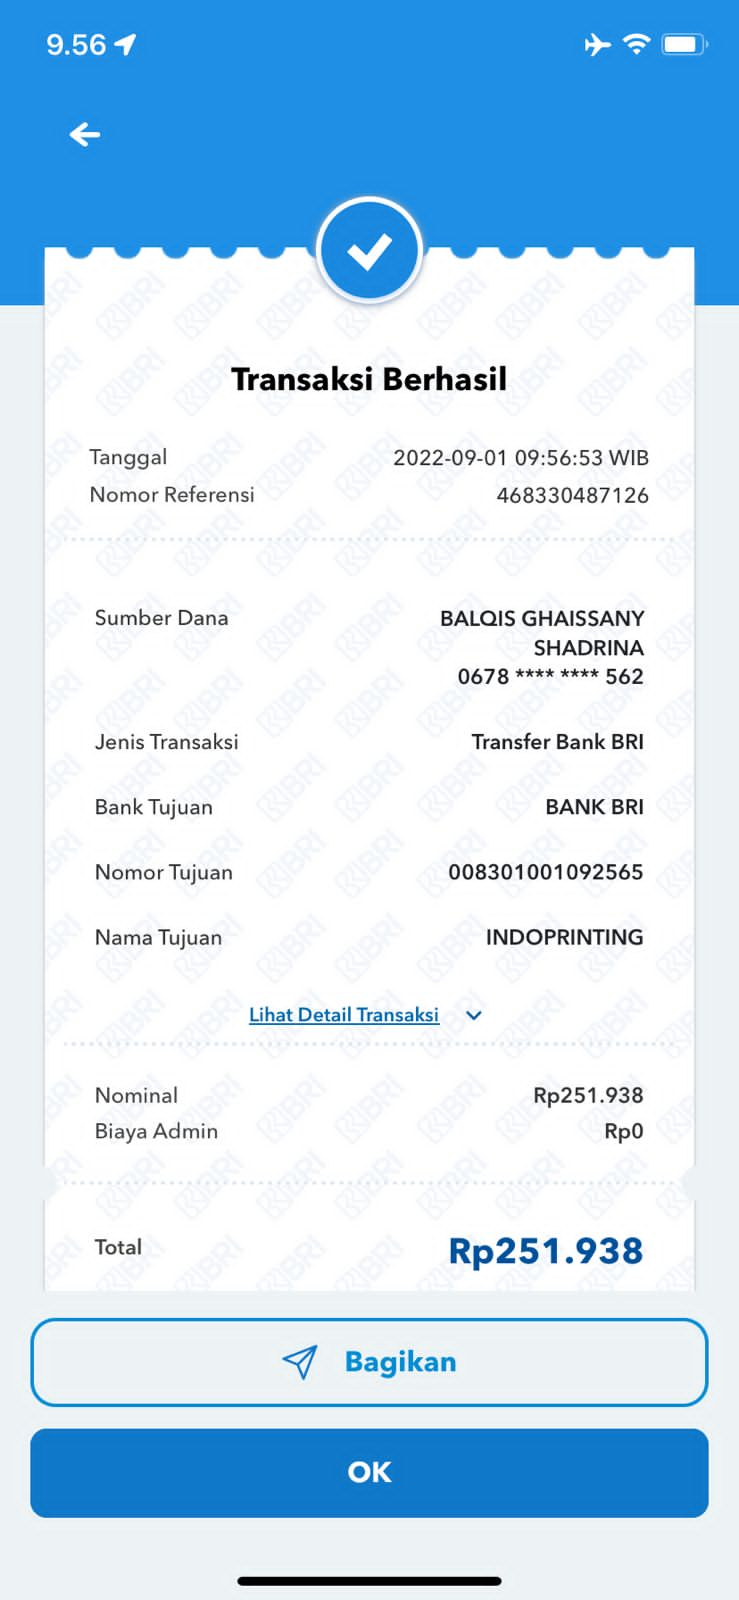 9.56
Transaksi Berhasil
Tanggal 2022-09-01 09:56:53 WIB
Nomor Referensi 468330487126
Sumber Dana BALQIS GHAISSANY
SHADRINA
0678 **** **** 562
Jenis Transaksi Transfer Bank BRI
Bank Tujuan BANK BRI
Nomor Tujuan 008301001092565
Nama Tujuan INDOPRINTING
Lihat Detail Transaksi
Nominal Rp251.938
Biaya Admin Rp0
Total Rp251.938
Bagikan
OK